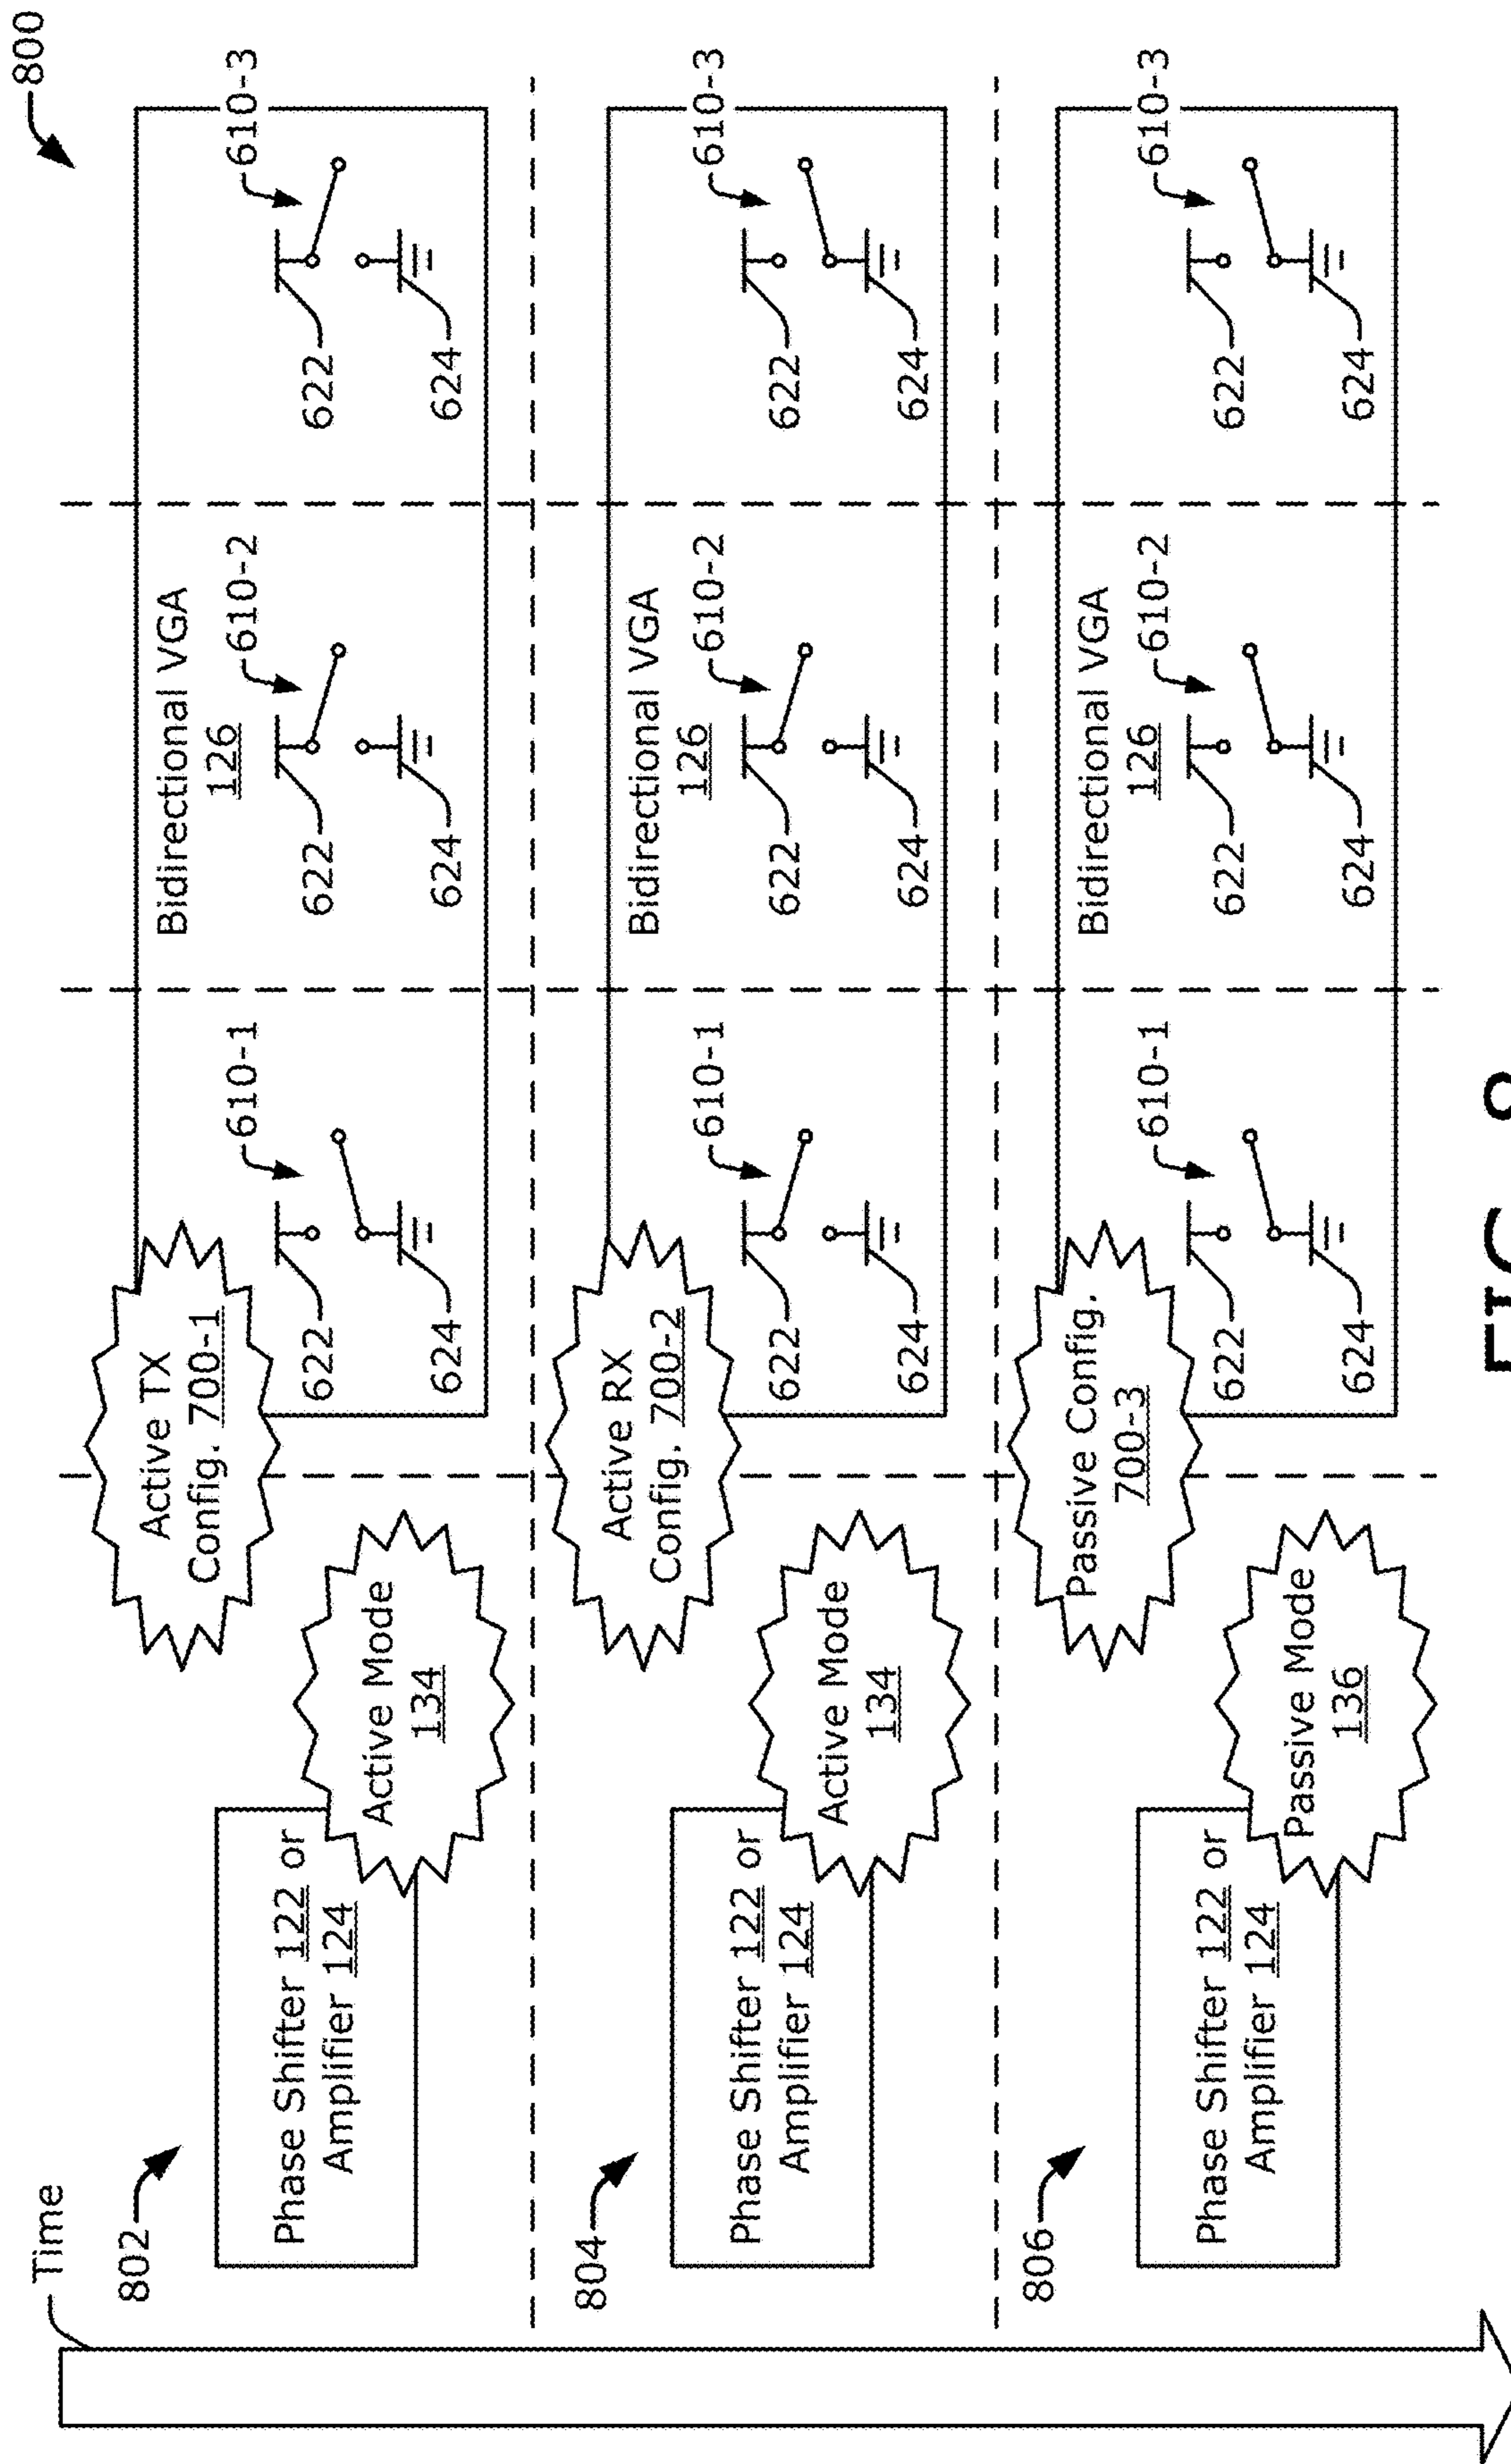 800
Time
802
Phase Shifter 122 or
Amplifier 124
Active Mode
134
Active TX
Config. 700-1
Bidirectional VGA
126
610-1
622
624
610-2
622
624
610-3
622
624
804
Phase Shifter 122 or
Amplifier 124
Active Mode
134
Active RX
Config. 700-2
Bidirectional VGA
126
610-1
622
624
610-2
622
624
610-3
622
624
806
Phase Shifter 122 or
Amplifier 124
Passive Mode
136
Passive Config.
700-3
Bidirectional VGA
126
610-1
622
624
610-2
622
624
610-3
622
624